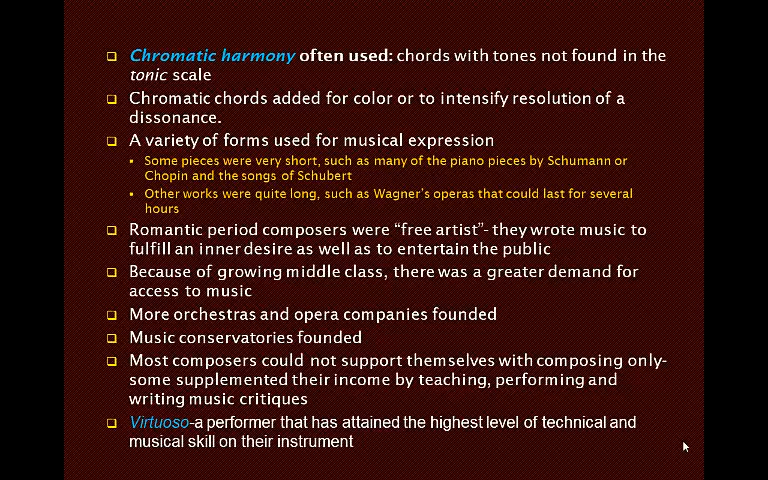 Chromatic harmony often used: chords with tones not found in the
tonic scale
Chromatic chords added for color or to intensify resolution of a
dissonance.
A variety of forms used for musical expression
Some pieces were very short, such as many of the piano pieces by Schumann or
Chopin and the songs of Schubert
Other works were quite long, such as Wagner's operas that could last for several
hours
Romantic period composers were “free artist”- they wrote music to
fulfill an inner desire as well as to entertain the public
Because of growing middle class, there was a greater demand for
access to music
More orchestras and opera companies founded
Music conservatories founded
Most composers could not support themselves with composing only-
some supplemented their income by teaching, performing and
writing music critiques
Virtuoso-a performer that has attained the highest level of technical and
musical skill on their instrument